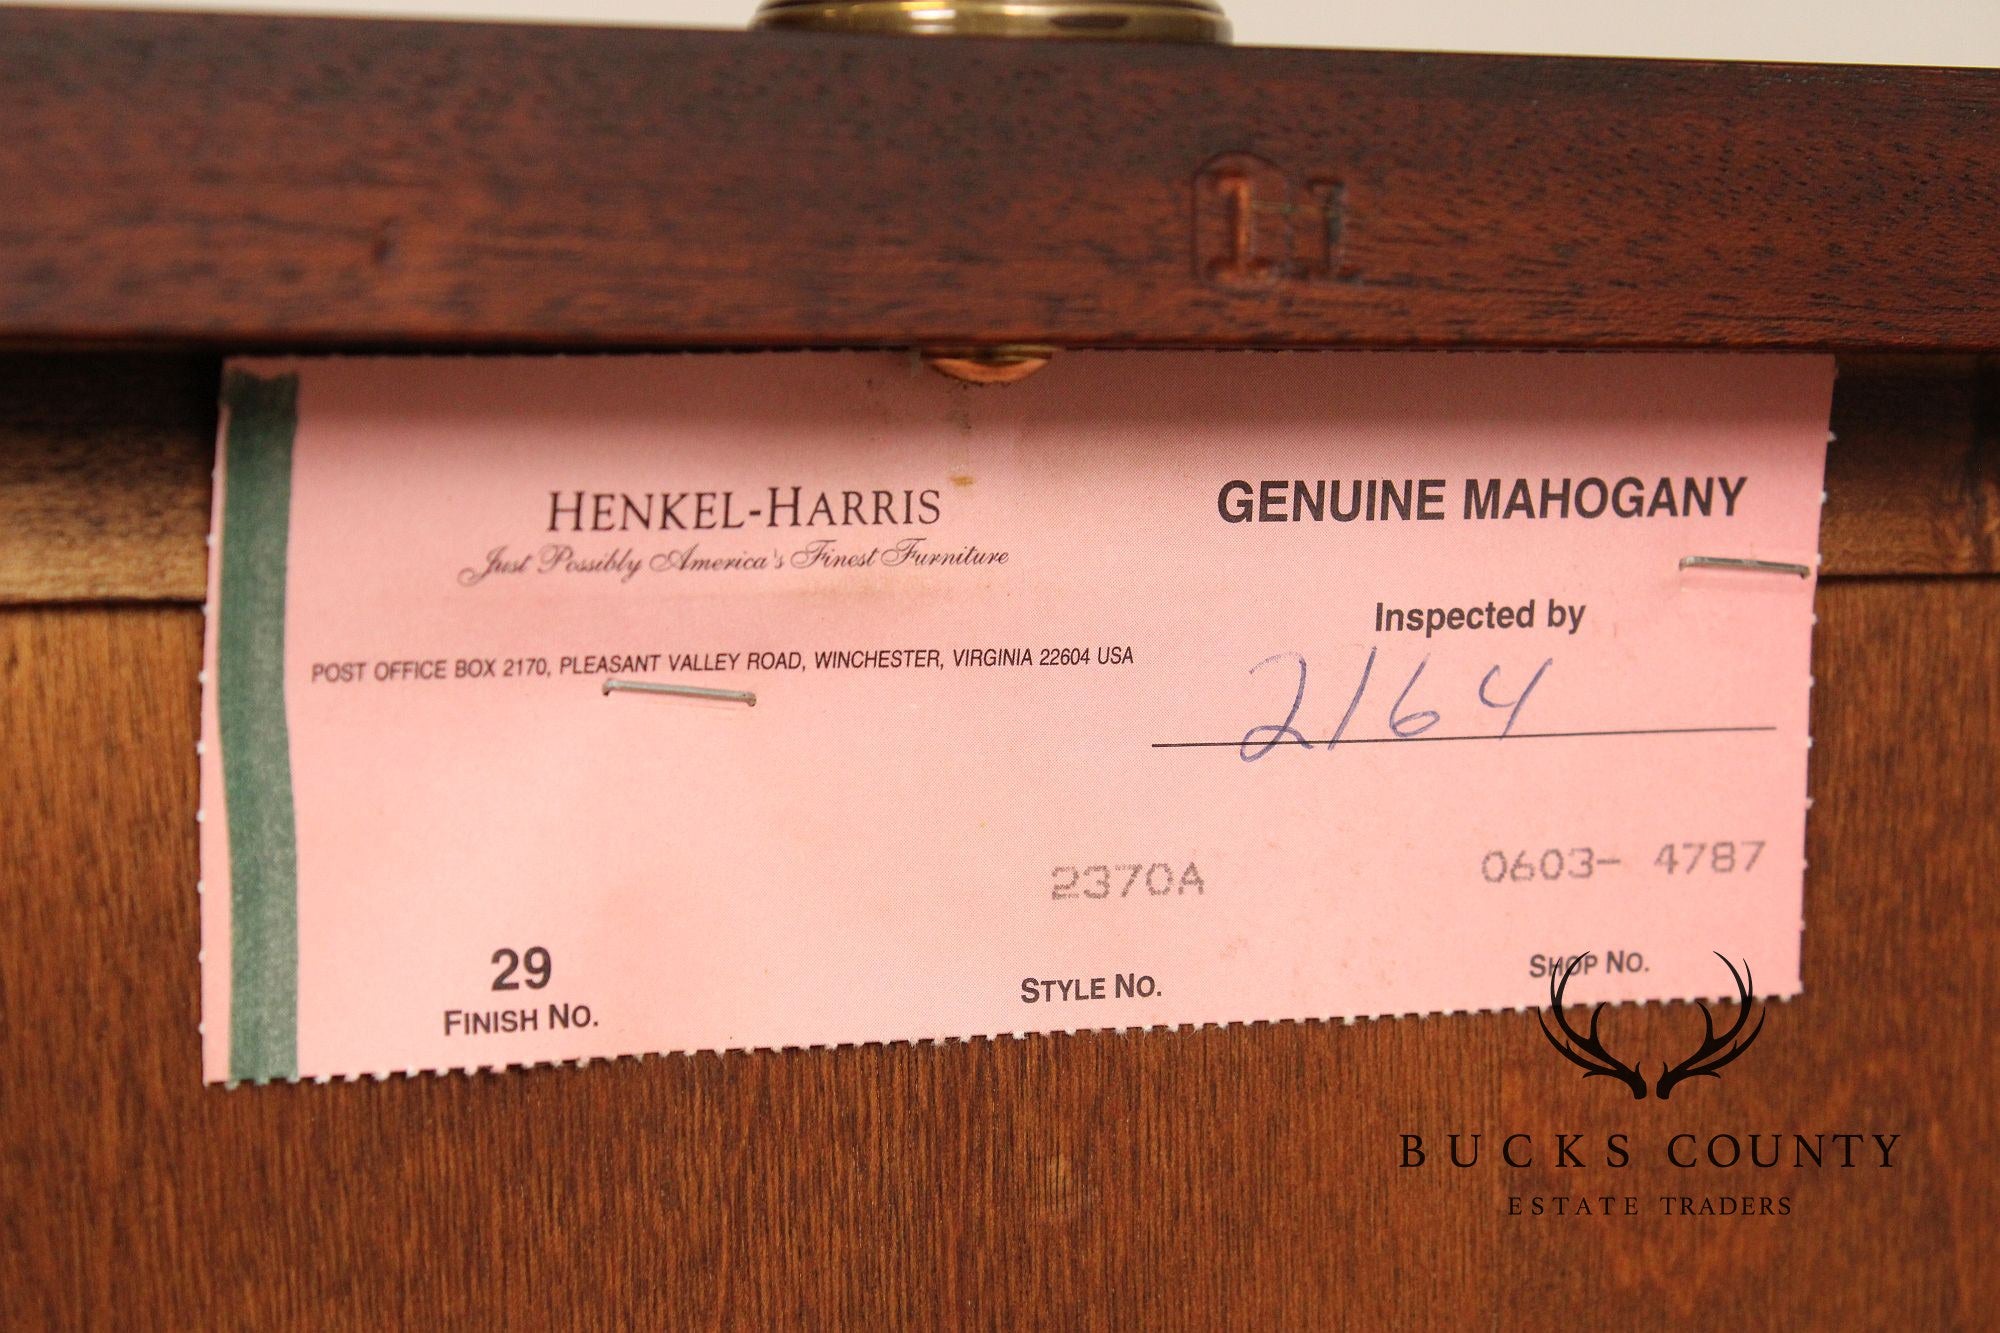 11
HENKEL-HARRIS
Just Possibly America's Finest Furniture
POST OFFICE BOX 2170, PLEASANT VALLEY ROAD, WINCHESTER, VIRGINIA 22604 USA
GENUINE MAHOGANY
Inspected by
2164
29
FINISH NO.
2370A
STYLE NO.
0603- 4787
SHOP NO.
BUCKS COUNTY
ESTATE TRADERS